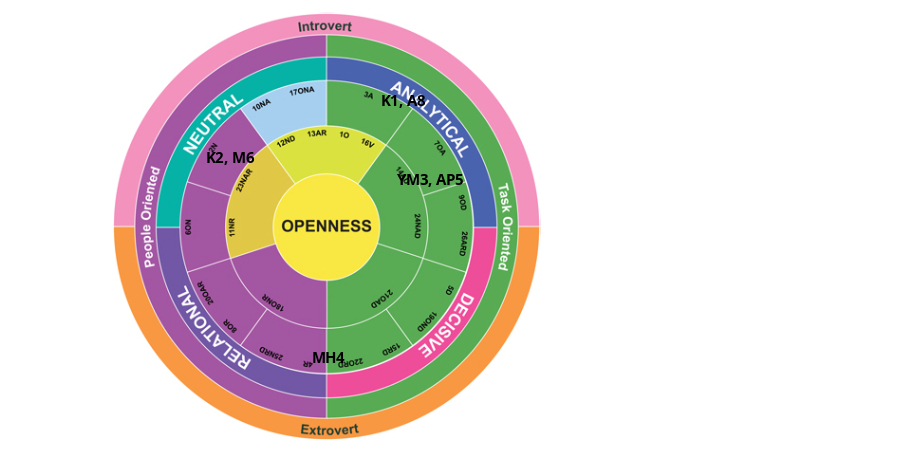 Introvert
ANALYTICAL
NEUTRAL
17ONA
10NA
3A
K1, A8
12ND
13AR
1O
16V
7OA
K2, M6
23NAR
YM3, AP5
9OD
People Oriented
Task Oriented
6ON
11NR
OPENNESS
24NAD
26ARD
20OAR
18ONR
21OAD
5D
8OR
19OND
RELATIONAL
DECISIVE
25NRD
4R
MH4
22ORD
15RD
Extrovert